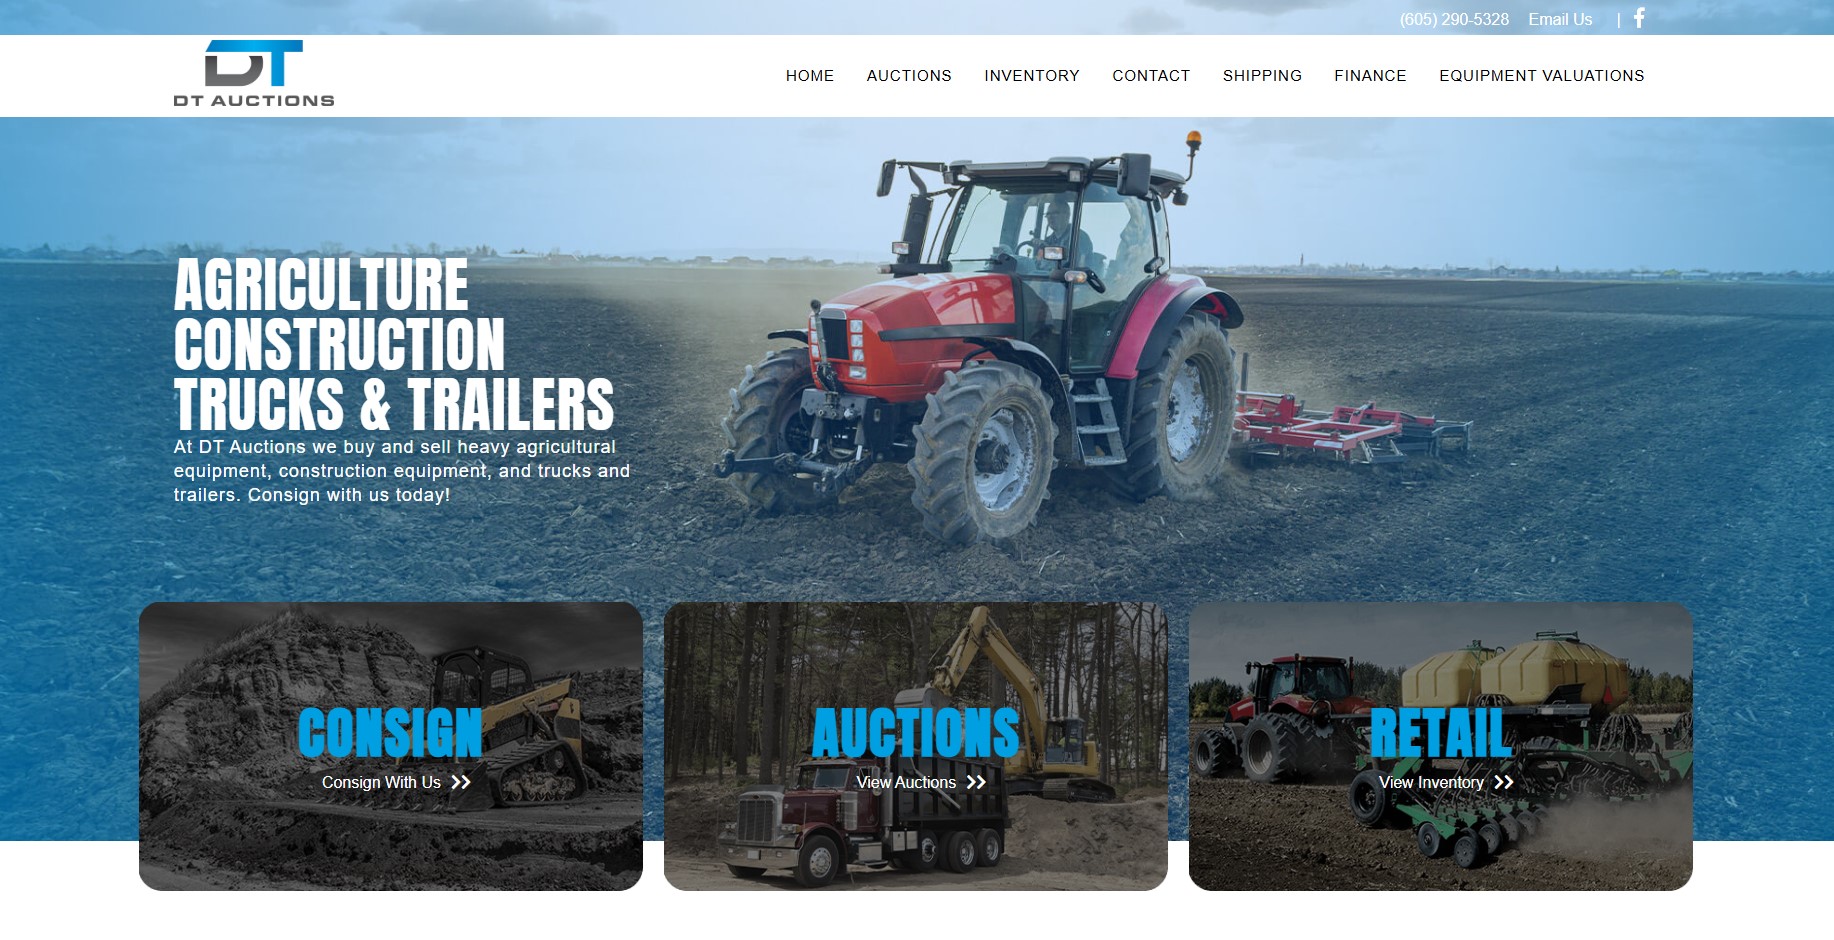 (605) 290-5328 Email Us |
DT
DT AUCTIONS
HOME AUCTIONS INVENTORY CONTACT SHIPPING FINANCE EQUIPMENT VALUATIONS
AGRICULTURE
CONSTRUCTION
TRUCKS & TRAILERS
At DT Auctions we buy and sell heavy agricultural
equipment, construction equipment, and trucks and
trailers. Consign with us today!
CONSIGN
Consign With Us
AUCTIONS
View Auctions
RETAIL
View Inventory